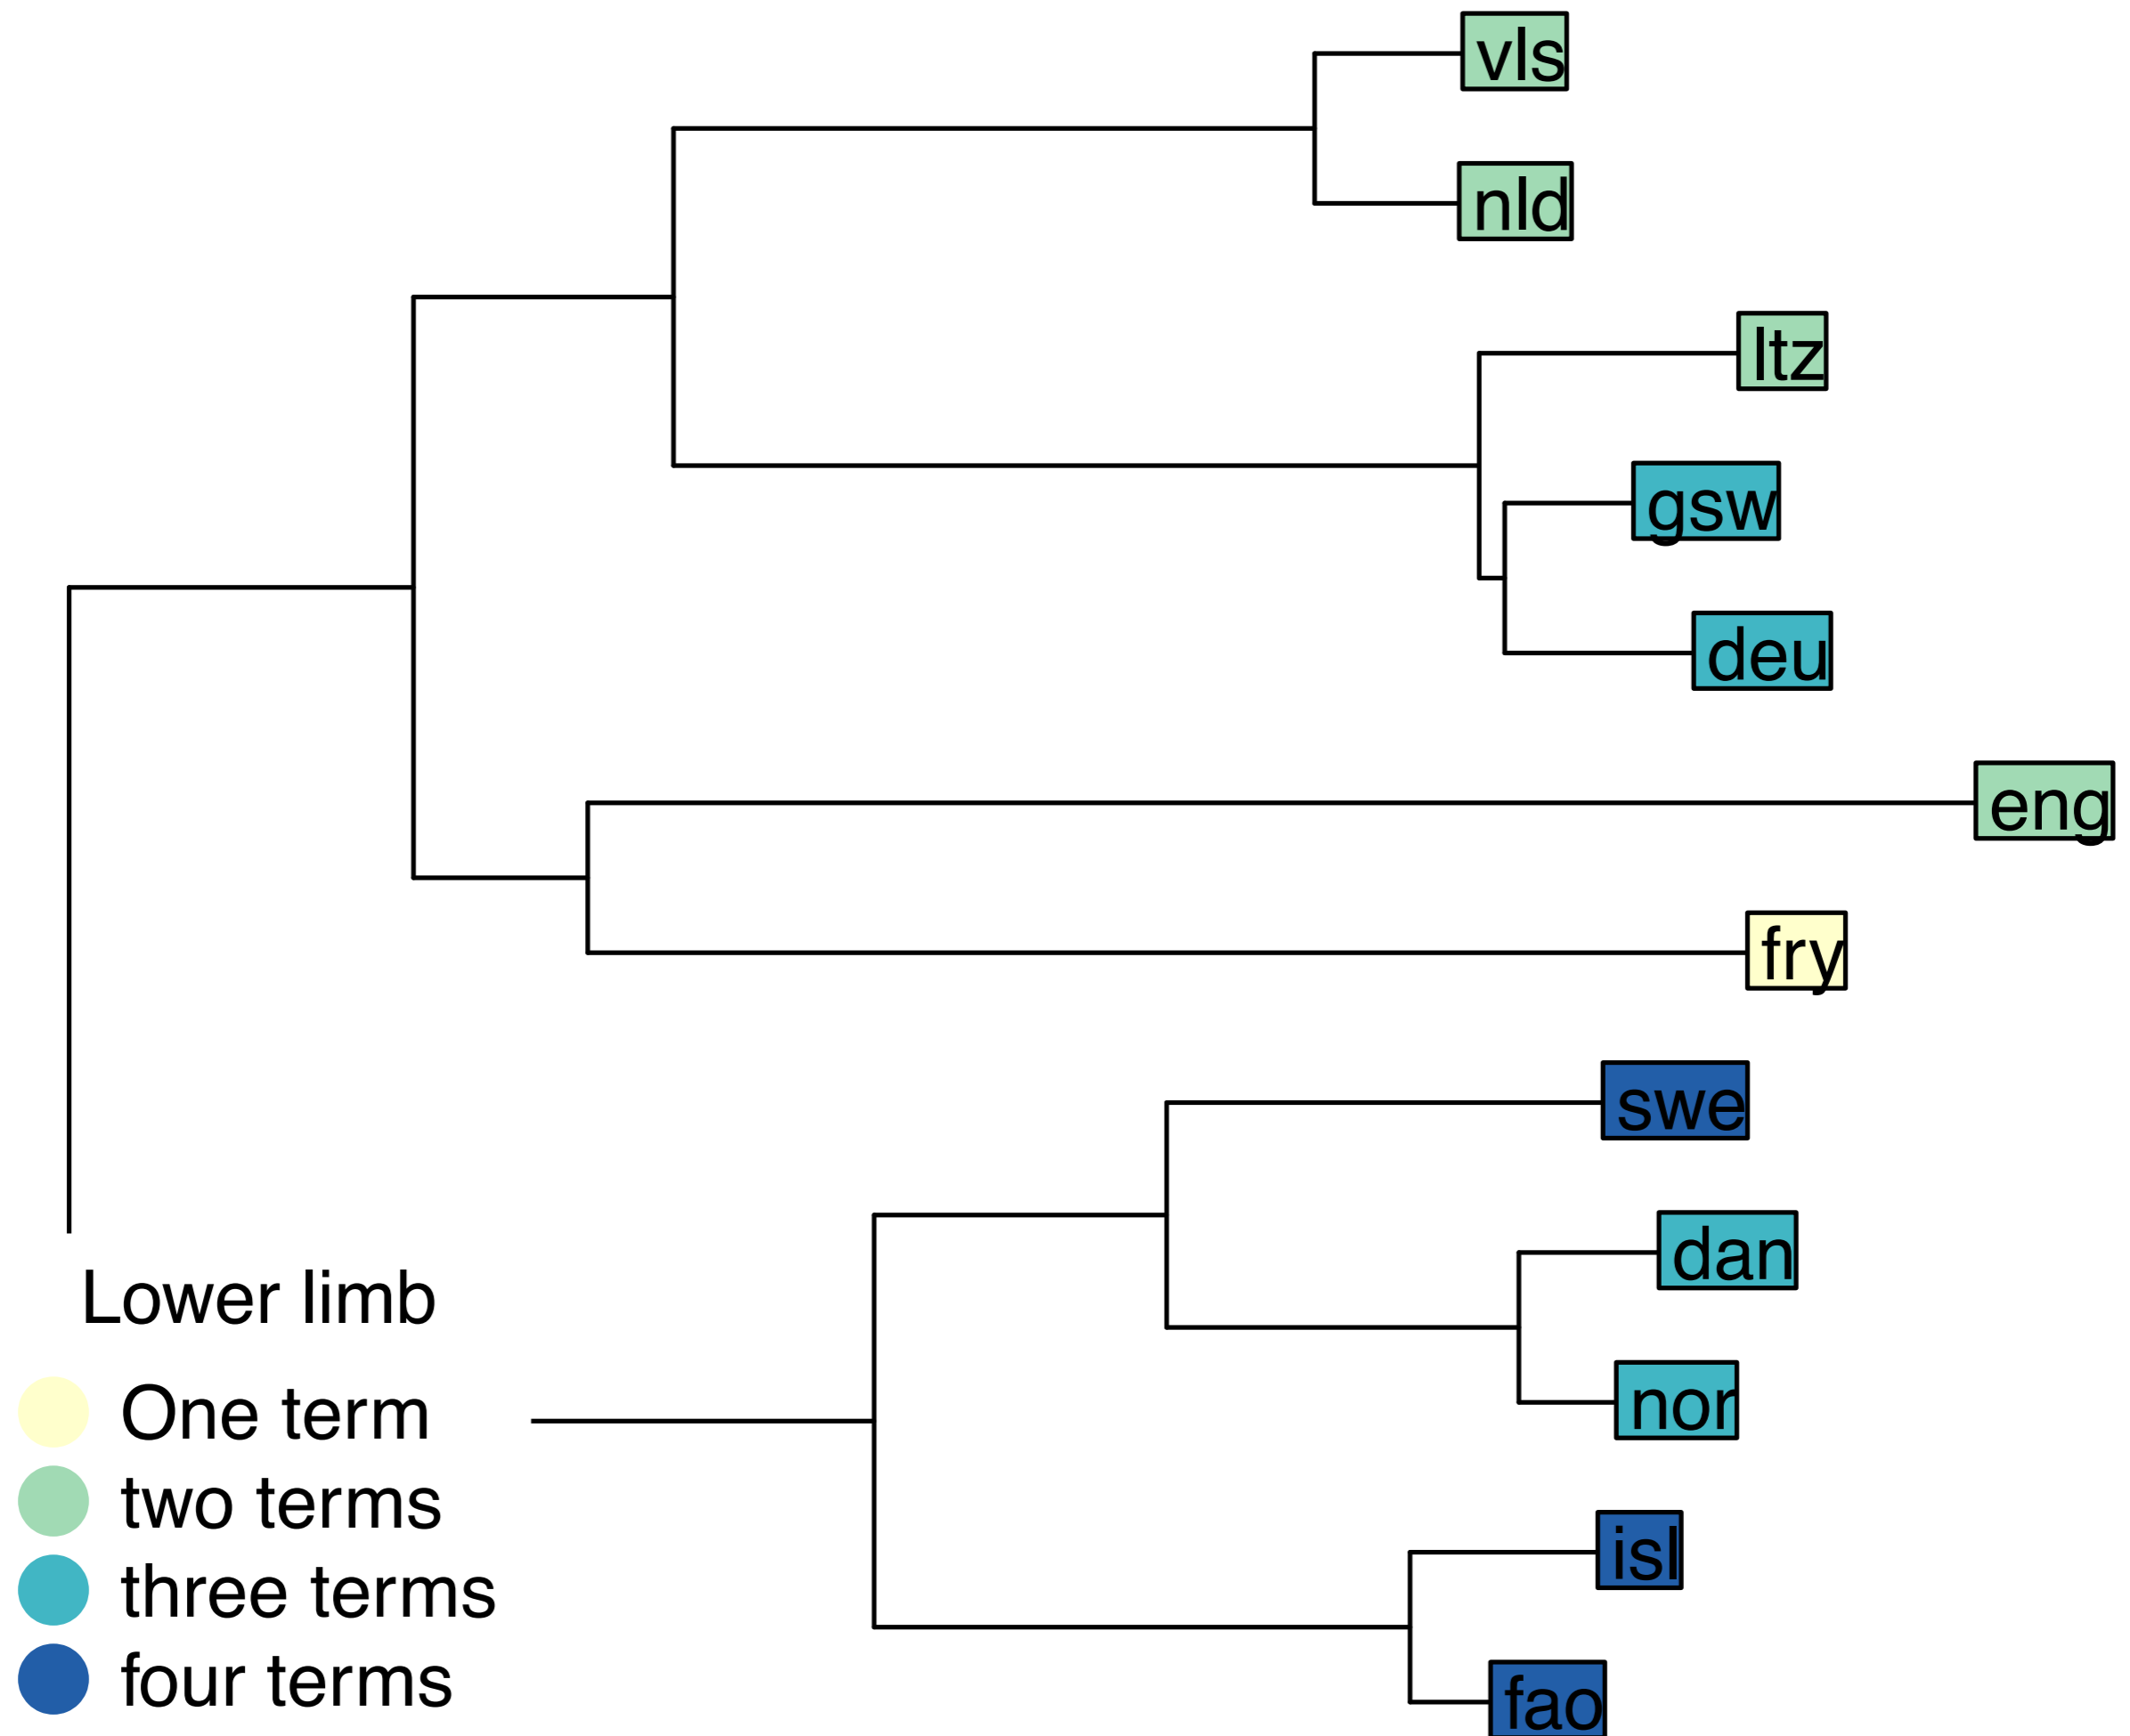 vls
nld
ltz
gsw
deu
eng
fry
swe
dan
nor
isl
fao
Lower limb
One term
two terms
three terms
four terms